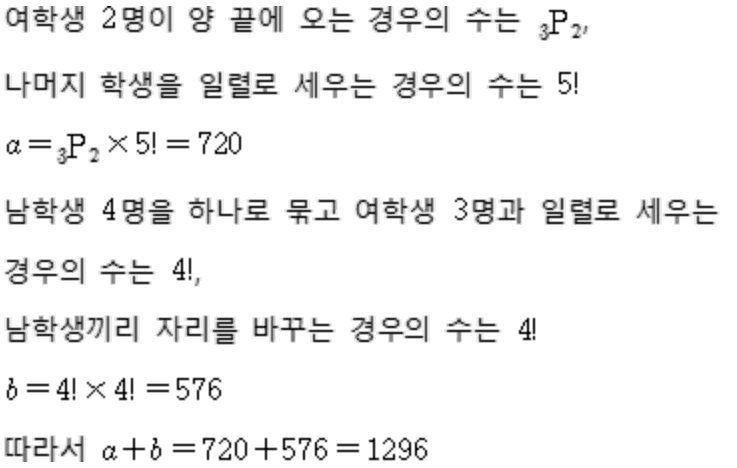 여학생 2명이 양 끝에 오는 경우의 수는 ₃P₂,
나머지 학생을 일렬로 세우는 경우의 수는 5!
a=₃P₂×5!=720
남학생 4명을 하나로 묶고 여학생 3명과 일렬로 세우는
경우의 수는 4!,
남학생끼리 자리를 바꾸는 경우의 수는 4!
b=4!×4!=576
따라서 a+b=720+576=1296